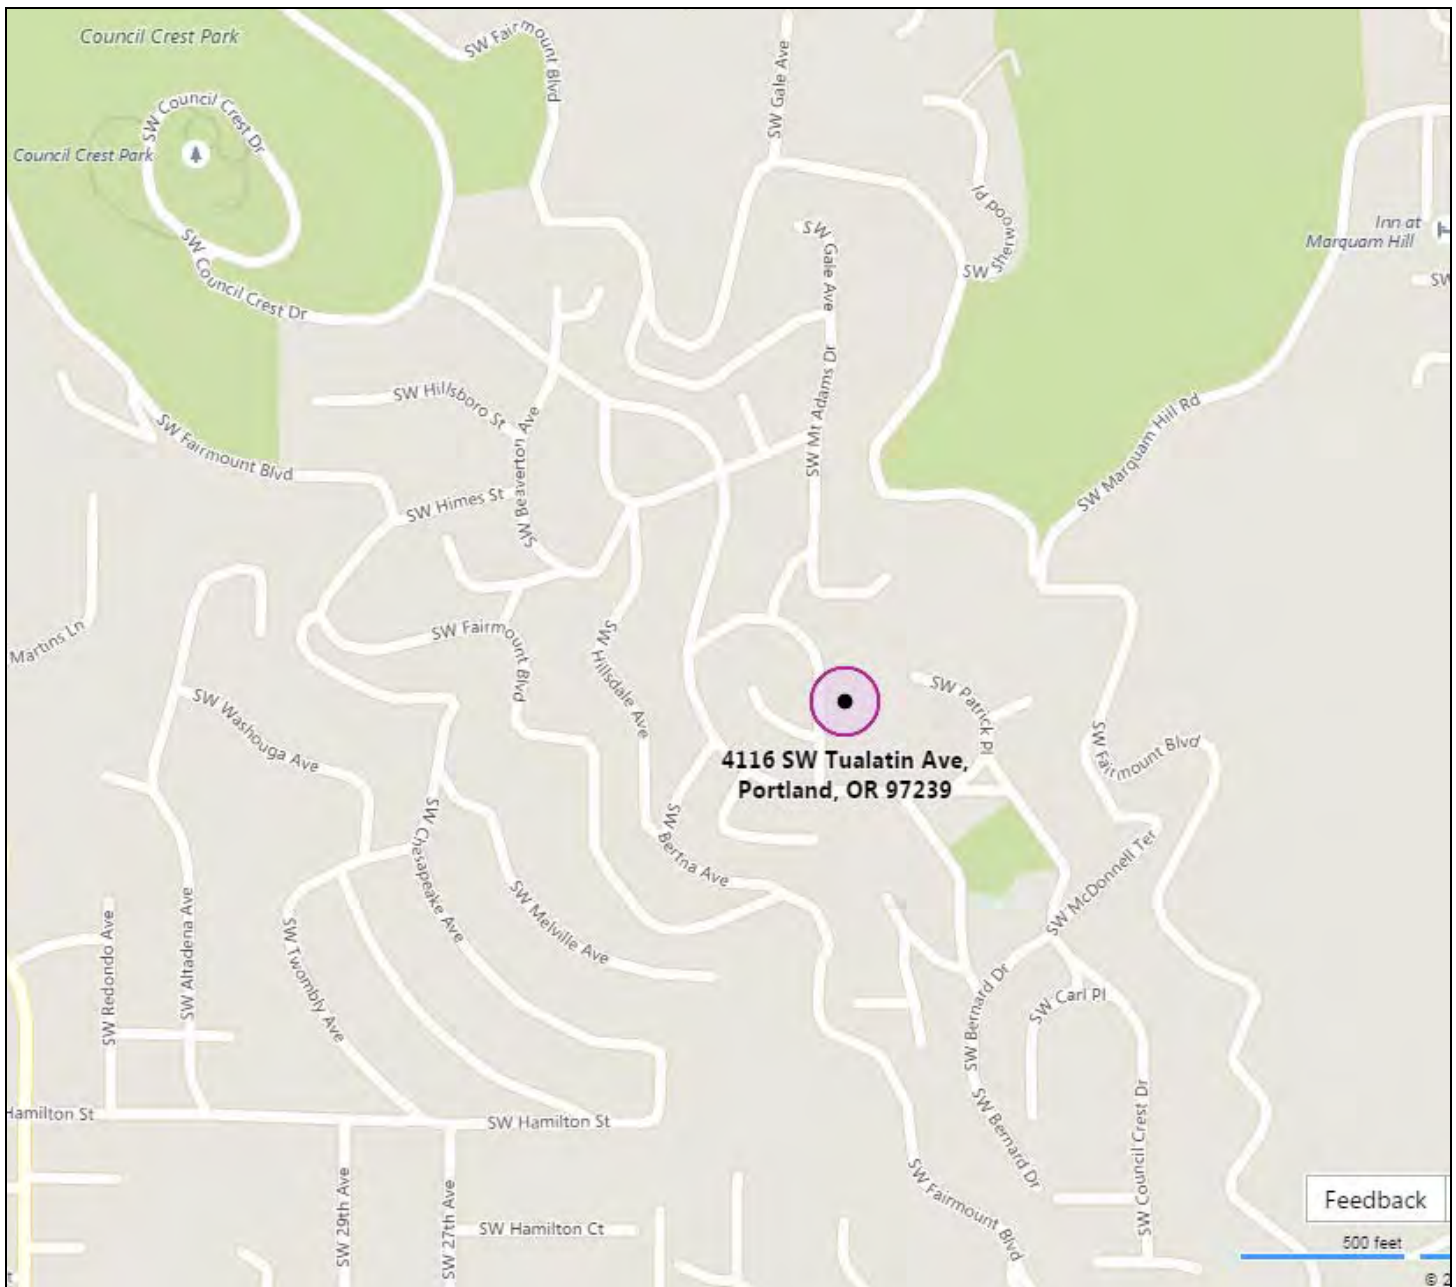 Council Crest Park
SW Fairmount Blvd
SW Gale Ave
SW Council Crest Dr
Council Crest Park
SW Sherwood Pl
Inn at
Marquam Hill
SW Council Crest Dr
SW Gale Ave
SW
SW Hillsboro St
SW Mt Adams Dr
SW Beaverton Ave
SW Marquam Hill Rd
SW Fairmount Blvd
SW Himes St
SW Fairmount Blvd
Martins Ln
SW Hillsdale Ave
SW Patrick Pl
SW Washouga Ave
SW Fairmount Blvd
4116 SW Tualatin Ave,
Portland, OR 97239
SW Chesapeake Ave
SW Bertha Ave
SW McDonnell Ter
SW Melville Ave
SW Redondo Ave
SW Altadena Ave
SW Twombly Ave
SW Bernard Dr
SW Carl Pl
Hamilton St
SW Hamilton St
SW Bernard Dr
SW Council Crest Dr
SW 29th Ave
SW 27th Ave
SW Hamilton Ct
SW Fairmount Blvd
Feedback
500 feet
© 2